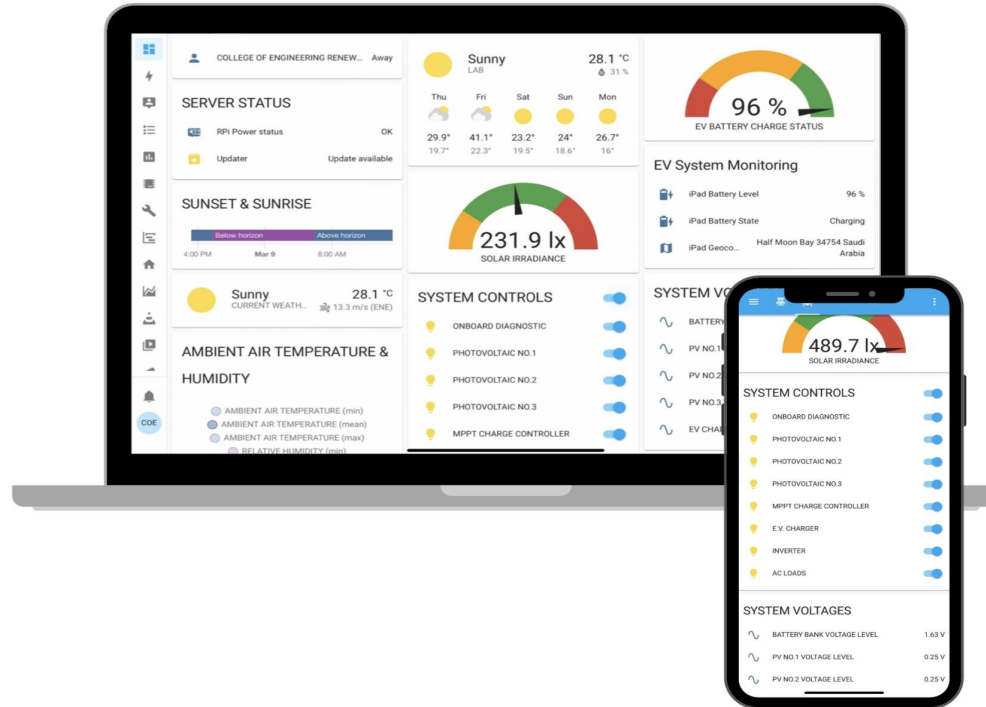 COLLEGE OF ENGINEERING RENEW... Away
SERVER STATUS
RPi Power status OK
Updater Update available
SUNSET & SUNRISE
Below horizon Above horizon
4:00 PM Mar 9 8:00 AM
Sunny 28.1 °C
CURRENT WEATH... 13.3 m/s (ENE)
AMBIENT AIR TEMPERATURE &
HUMIDITY
AMBIENT AIR TEMPERATURE (min)
AMBIENT AIR TEMPERATURE (mean)
AMBIENT AIR TEMPERATURE (max)
RELATIVE HUMIDITY (min)
COE
Sunny 28.1 °C
LAB 31 %
Thu Fri Sat Sun Mon
29.9° 41.1° 23.2° 24° 26.7°
19.7° 22.3° 19.5° 18.6° 16°
231.9 lx
SOLAR IRRADIANCE
SYSTEM CONTROLS
ONBOARD DIAGNOSTIC
PHOTOVOLTAIC NO.1
PHOTOVOLTAIC NO.2
PHOTOVOLTAIC NO.3
MPPT CHARGE CONTROLLER
96 %
EV BATTERY CHARGE STATUS
EV System Monitoring
iPad Battery Level 96 %
iPad Battery State Charging
iPad Geoco... Half Moon Bay 34754 Saudi
Arabia
SYSTEM VO
BATTERY
PV NO.1
PV NO.2
PV NO.3
EV CHA
489.7 lx
SOLAR IRRADIANCE
SYSTEM CONTROLS
ONBOARD DIAGNOSTIC
PHOTOVOLTAIC NO.1
PHOTOVOLTAIC NO.2
PHOTOVOLTAIC NO.3
MPPT CHARGE CONTROLLER
E.V. CHARGER
INVERTER
AC LOADS
SYSTEM VOLTAGES
BATTERY BANK VOLTAGE LEVEL 1.63 V
PV NO.1 VOLTAGE LEVEL 0.25 V
PV NO.2 VOLTAGE LEVEL 0.25 V